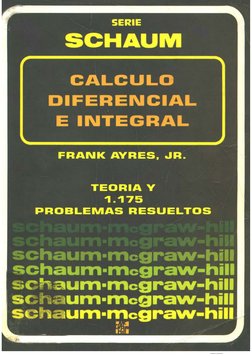 SERIE
SCHAUM
CALCULO
DIFERENCIAL
E INTEGRAL
FRANK AYRES, JR.
TEORIA Y
1.175
PROBLEMAS RESUELTOS
schaum·mcgraw-hill
schaum·mcgraw-hill
schaum·mcgraw-hill
schaum·mcgraw-hill
schaum·mcgraw-hill
schaum·mcgraw-hill
schaum·mcgraw-hill